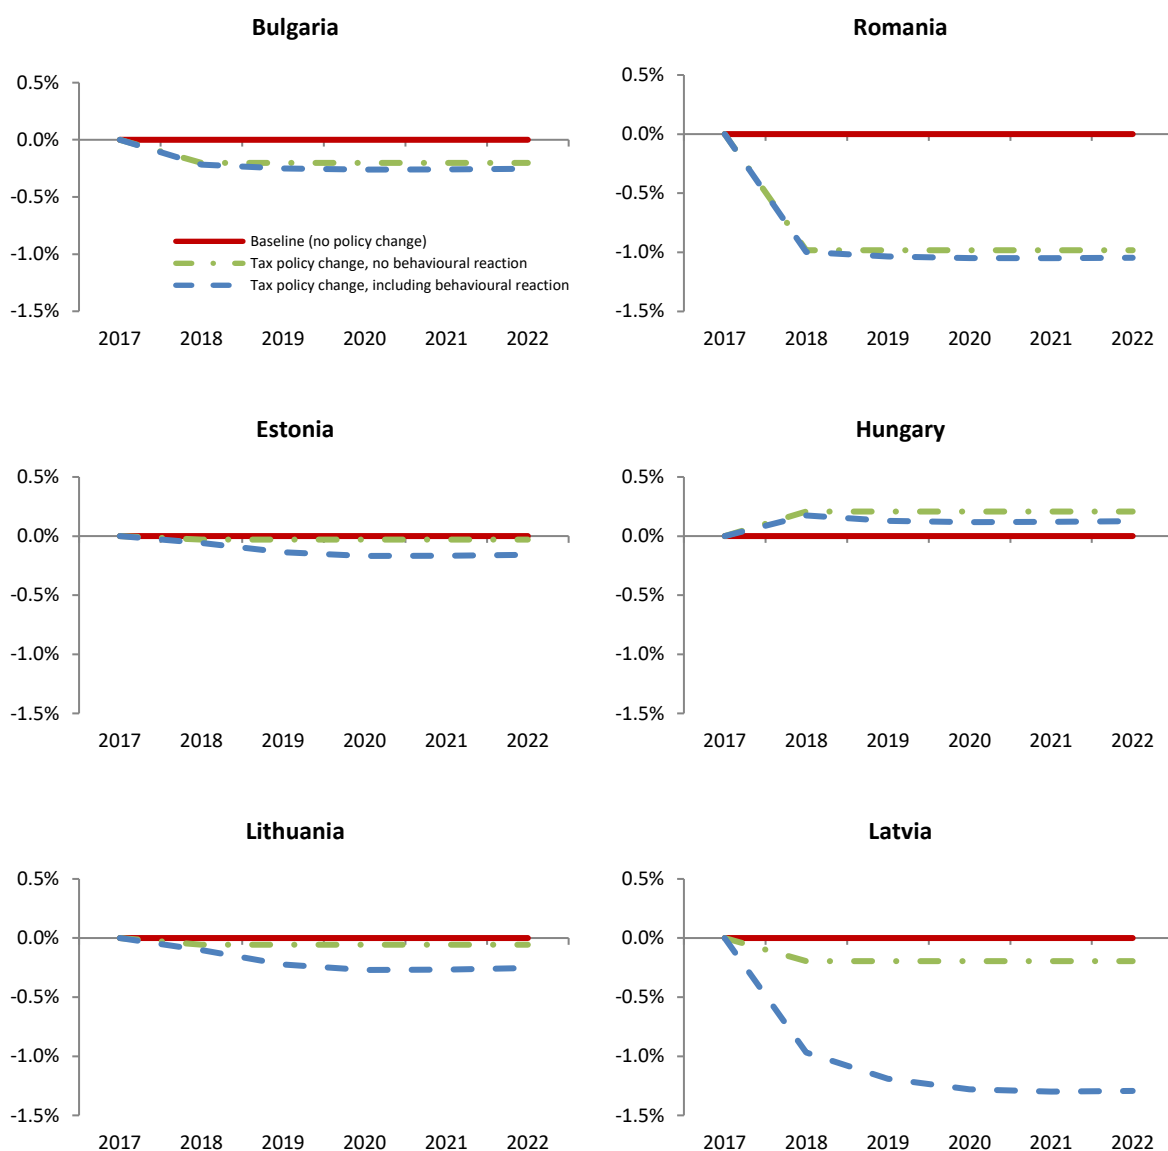 Bulgaria
0.5%
0.0%
-0.5%
-1.0%
-1.5%
Baseline (no policy change)
Tax policy change, no behavioural reaction
Tax policy change, including behavioural reaction
2017 2018 2019 2020 2021 2022
Romania
0.5%
0.0%
-0.5%
-1.0%
-1.5%
2017 2018 2019 2020 2021 2022
Estonia
0.5%
0.0%
-0.5%
-1.0%
-1.5%
2017 2018 2019 2020 2021 2022
Hungary
0.5%
0.0%
-0.5%
-1.0%
-1.5%
2017 2018 2019 2020 2021 2022
Lithuania
0.5%
0.0%
-0.5%
-1.0%
-1.5%
2017 2018 2019 2020 2021 2022
Latvia
0.5%
0.0%
-0.5%
-1.0%
-1.5%
2017 2018 2019 2020 2021 2022